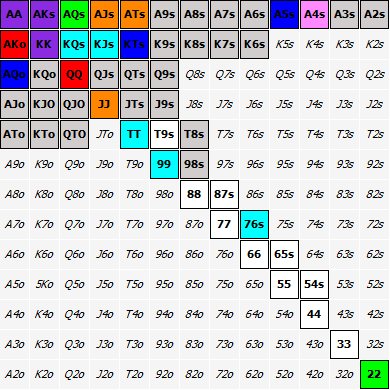 AA AKs AQs AJs ATs A9s A8s A7s A6s A5s A4s A3s A2s
AKo KK KQs KJs KTs K9s K8s K7s K6s K5s K4s K3s K2s
AQo KQo QQ QJs QTs Q9s Q8s Q7s Q6s Q5s Q4s Q3s Q2s
AJo KJO QJO JJ JTs J9s J8s J7s J6s J5s J4s J3s J2s
ATo KTo QTO JTo TT T9s T8s T7s T6s T5s T4s T3s T2s
A9o K9o Q9o J9o T9o 99 98s 97s 96s 95s 94s 93s 92s
A8o K8o Q8o J8o T8o 98o 88 87s 86s 85s 84s 83s 82s
A7o K7o Q7o J7o T7o 97o 87o 77 76s 75s 74s 73s 72s
A6o K6o Q6o J6o T6o 96o 86o 76o 66 65s 64s 63s 62s
A5o 5Ko Q5o J5o T5o 95o 85o 75o 65o 55 54s 53s 52s
A4o K4o Q4o J4o T4o 94o 84o 74o 64o 54o 44 43s 42s
A3o K3o Q3o J3o T3o 93o 83o 73o 63o 53o 43o 33 32s
A2o K2o Q2o J2o T2o 92o 82o 72o 62o 52o 42o 32o 22